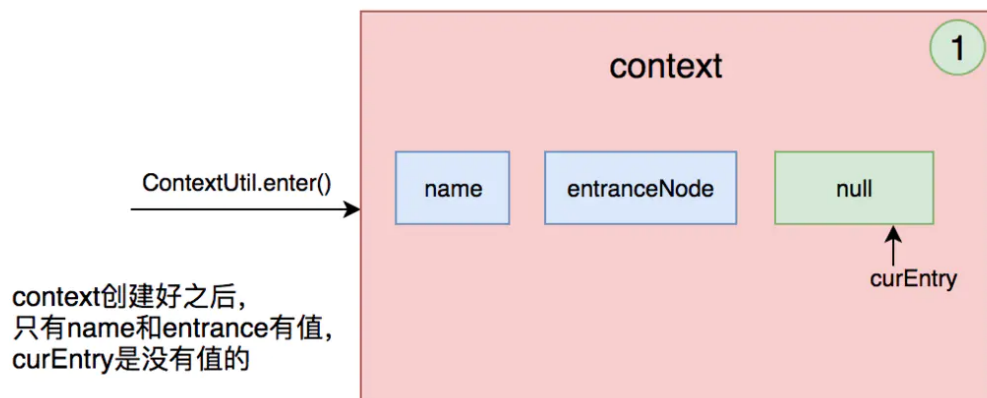 1
context
ContextUtil.enter()
name
entranceNode
null
curEntry
context创建好之后，
只有name和entrance有值，
curEntry是没有值的